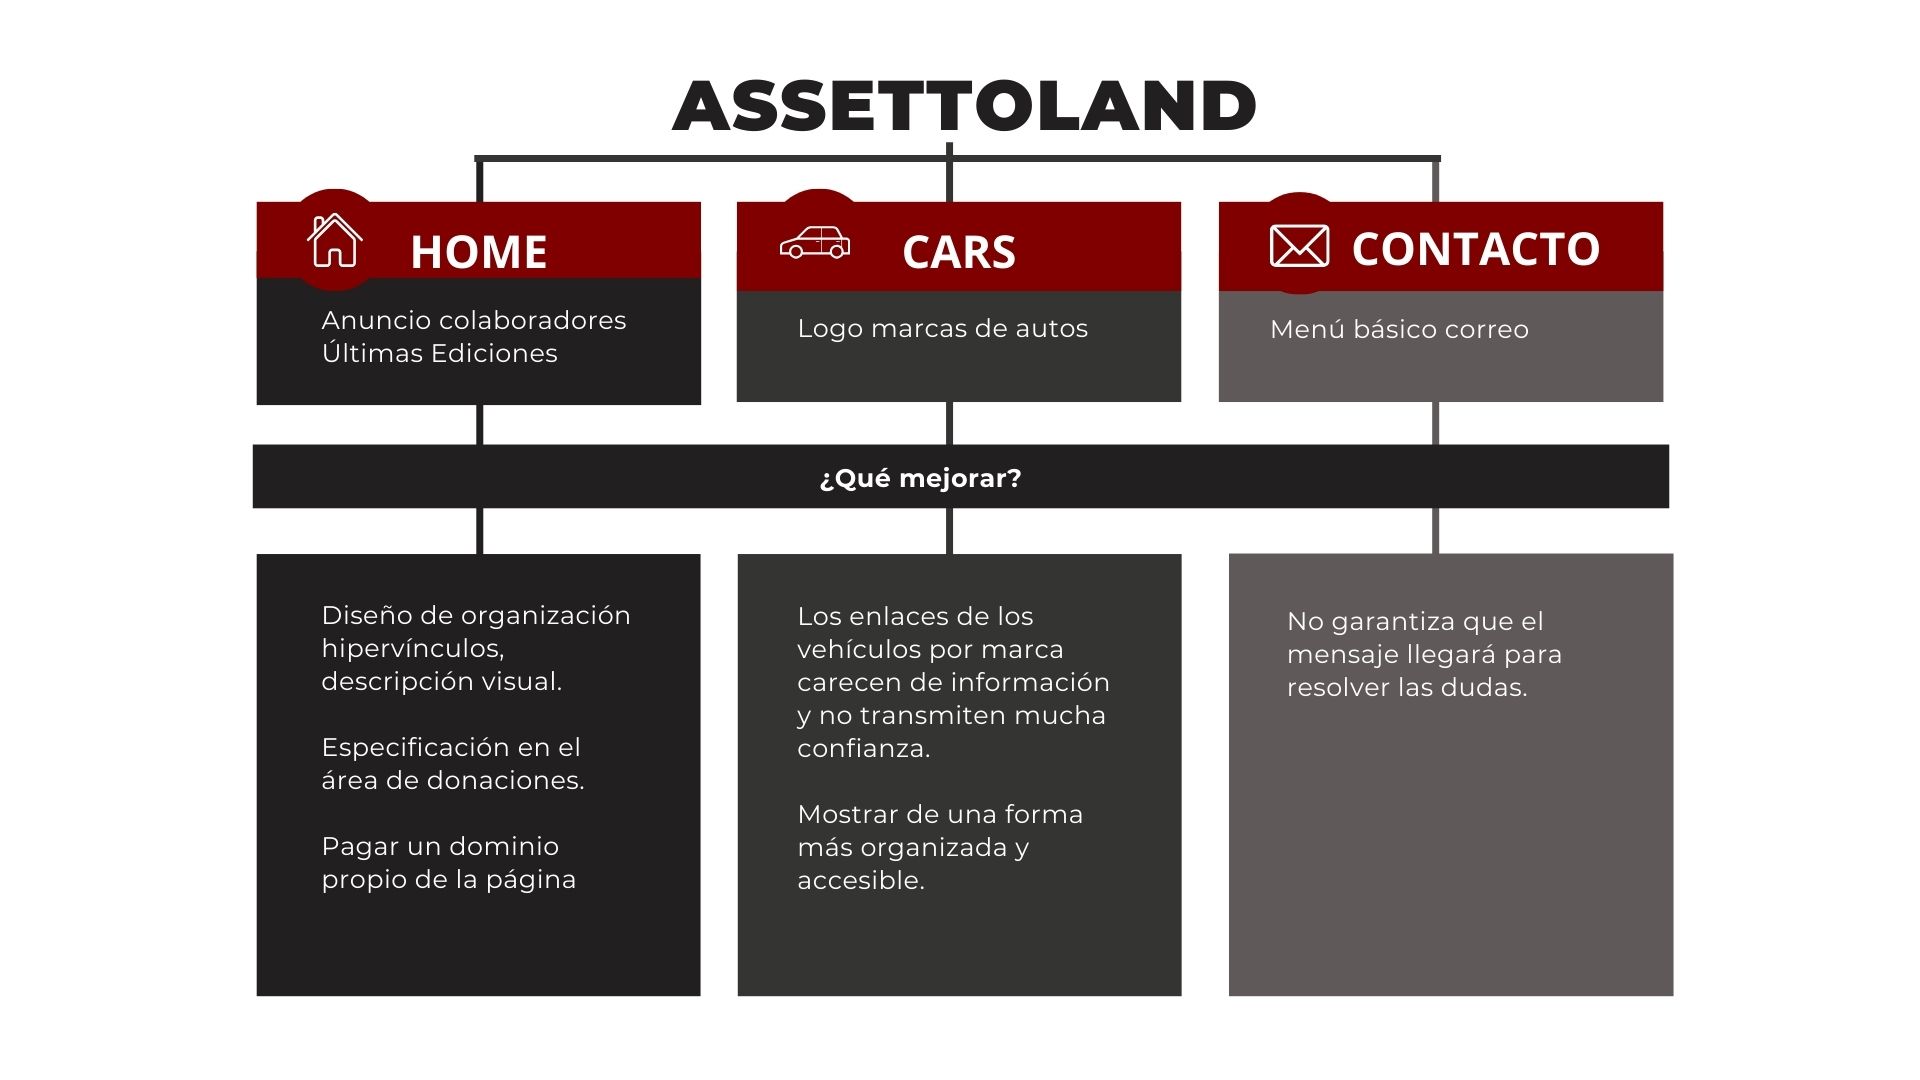 ASSETTOLAND
HOME
Anuncio colaboradores
Últimas Ediciones
CARS
Logo marcas de autos
CONTACTO
Menú básico correo
¿Qué mejorar?
Diseño de organización
hipervínculos,
descripción visual.
Especificación en el
área de donaciones.
Pagar un dominio
propio de la página
Los enlaces de los
vehículos por marca
carecen de información
y no transmiten mucha
confianza.
Mostrar de una forma
más organizada y
accesible.
No garantiza que el
mensaje llegará para
resolver las dudas.